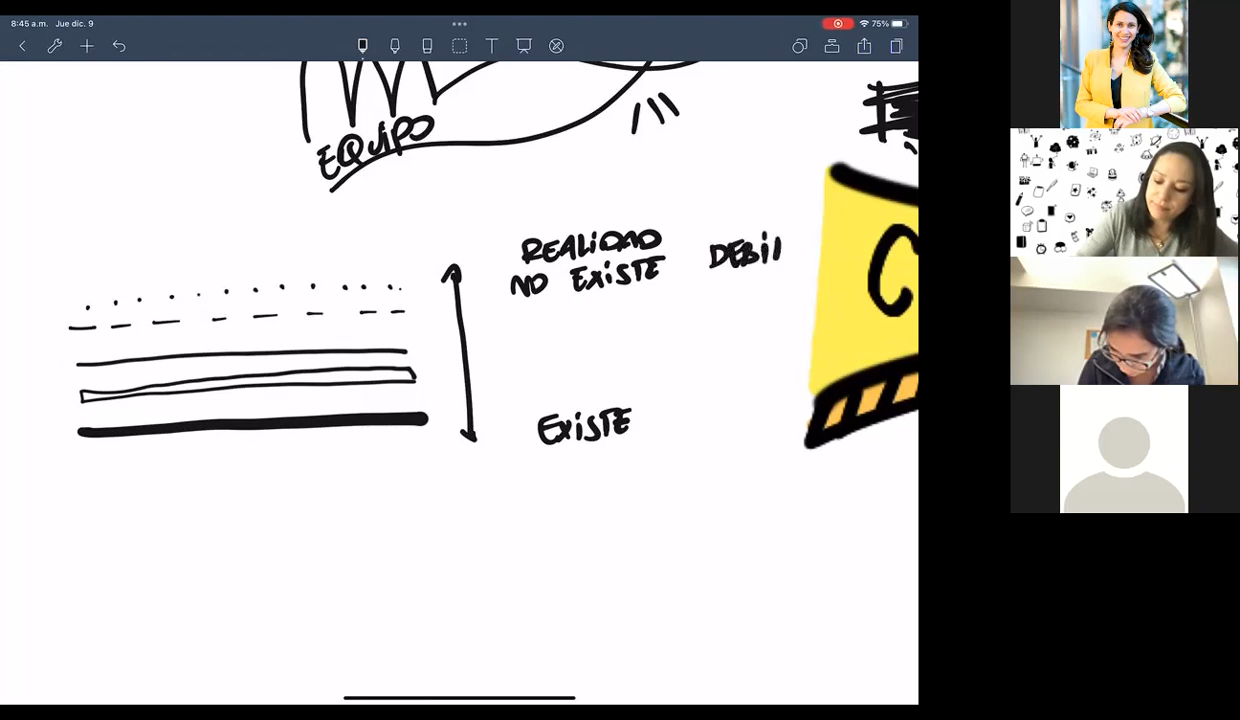 8:45 a.m. Jue dic. 9
75%
EQUIPO
REALIDAD
NO EXISTE
DEBIL
EXISTE
C